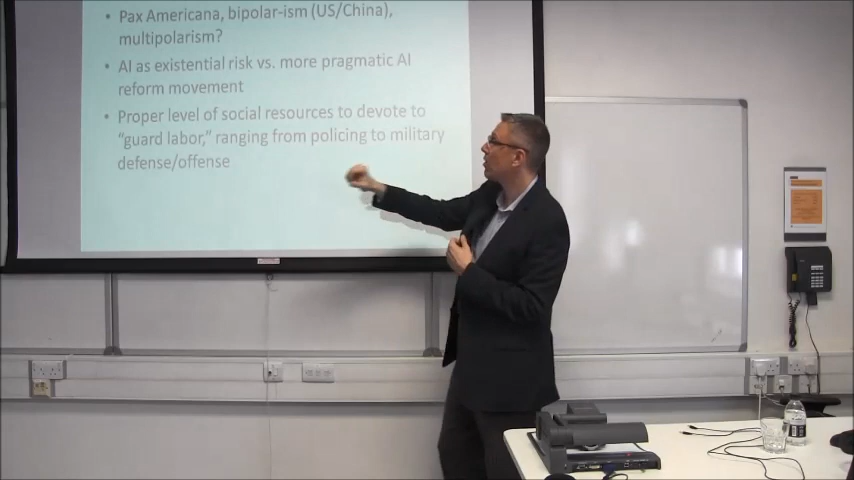 • Pax Americana, bipolar-ism (US/China),
multipolarism?
• AI as existential risk vs. more pragmatic AI
reform movement
• Proper level of social resources to devote to
“guard labor,” ranging from policing to military
defense/offense